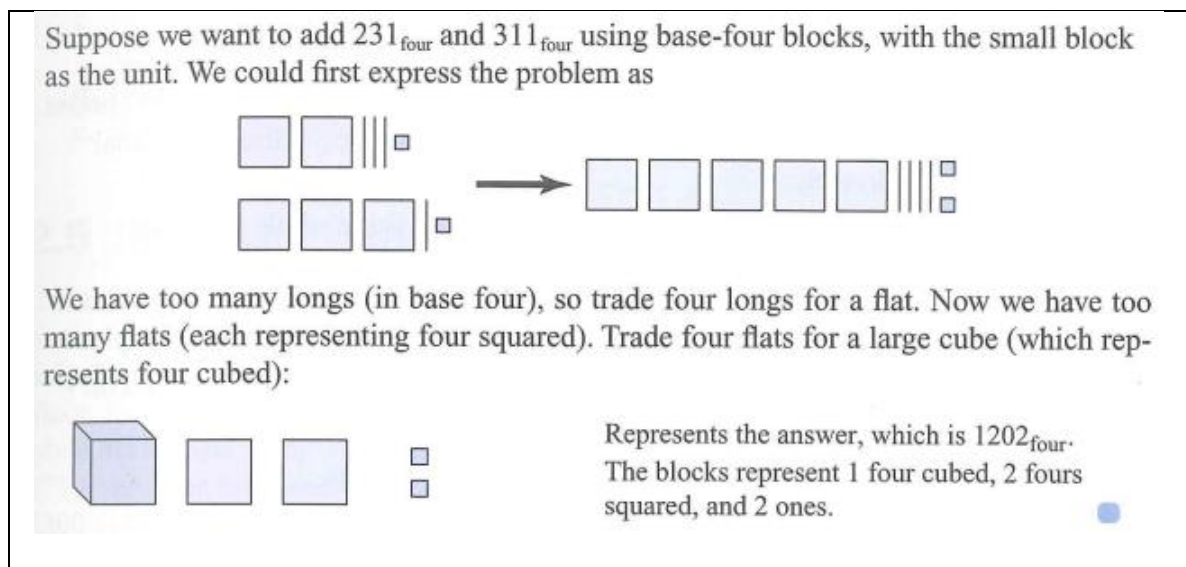 Suppose we want to add 231four and 311four using base-four blocks, with the small block
as the unit. We could first express the problem as
We have too many longs (in base four), so trade four longs for a flat. Now we have too
many flats (each representing four squared). Trade four flats for a large cube (which rep-
resents four cubed):
Represents the answer, which is 1202four.
The blocks represent 1 four cubed, 2 fours
squared, and 2 ones.